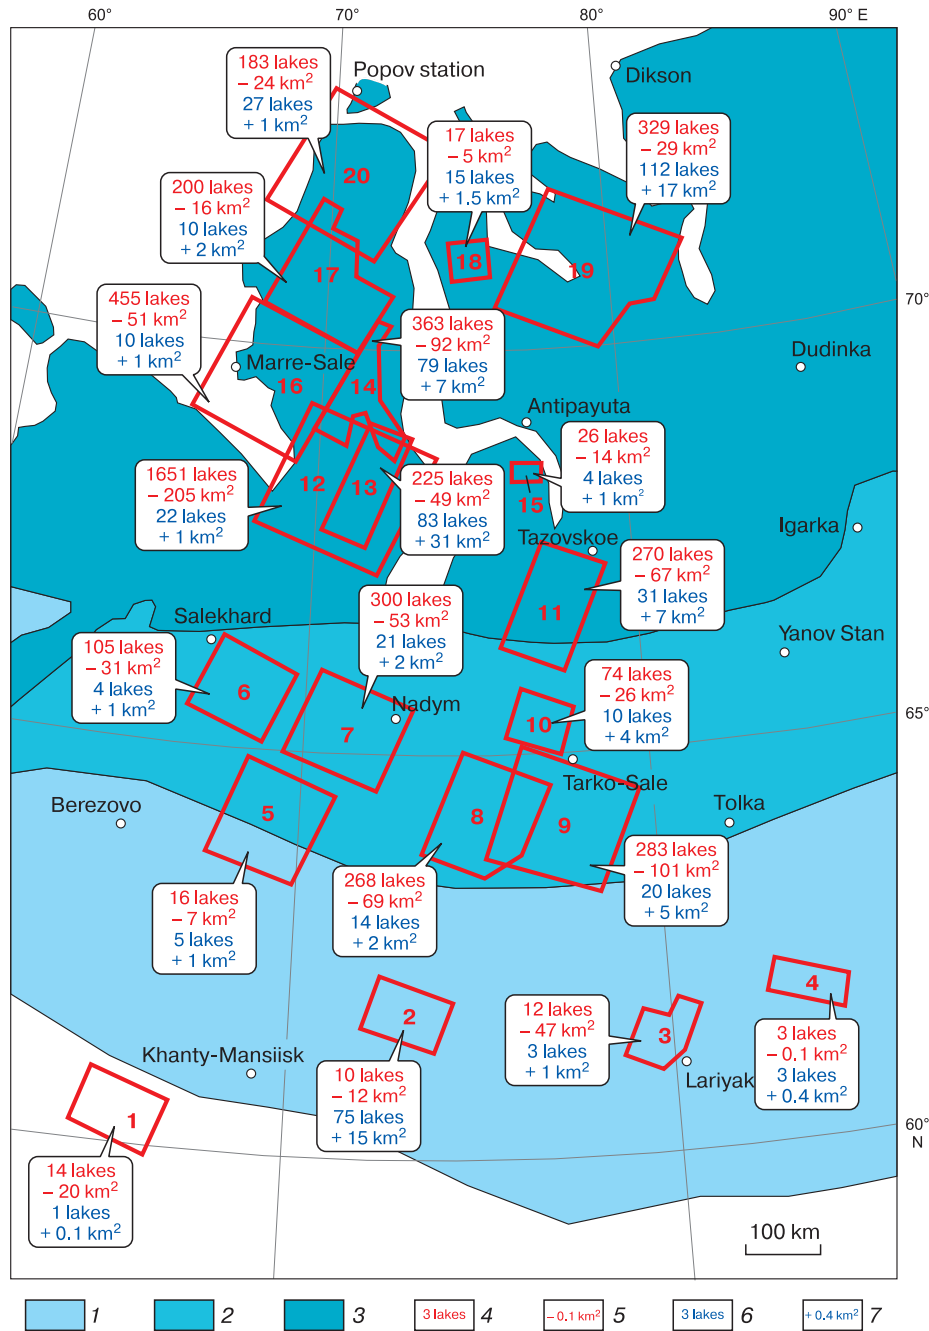 60°
70°
80°
90° E
183 lakes
– 24 km²
27 lakes
+ 1 km²
Popov station
Dikson
17 lakes
– 5 km²
15 lakes
+ 1.5 km²
329 lakes
– 29 km²
112 lakes
+ 17 km²
20
200 lakes
– 16 km²
10 lakes
+ 2 km²
17
18
19
70°
455 lakes
– 51 km²
10 lakes
+ 1 km²
363 lakes
– 92 km²
79 lakes
+ 7 km²
Marre-Sale
16
14
Dudinka
Antipayuta
26 lakes
– 14 km²
4 lakes
+ 1 km²
15
1651 lakes
– 205 km²
22 lakes
+ 1 km²
12
13
225 lakes
– 49 km²
83 lakes
+ 31 km²
Igarka
Tazovskoe
270 lakes
– 67 km²
31 lakes
+ 7 km²
11
300 lakes
– 53 km²
21 lakes
+ 2 km²
Salekhard
Yanov Stan
105 lakes
– 31 km²
4 lakes
+ 1 km²
6
7
Nadym
74 lakes
– 26 km²
10 lakes
+ 4 km²
10
65°
Tarko-Sale
Berezovo
5
8
9
Tolka
283 lakes
– 101 km²
20 lakes
+ 5 km²
16 lakes
– 7 km²
5 lakes
+ 1 km²
268 lakes
– 69 km²
14 lakes
+ 2 km²
4
2
12 lakes
– 47 km²
3 lakes
+ 1 km²
3
3 lakes
– 0.1 km²
3 lakes
+ 0.4 km²
Khanty-Mansiisk
Lariyak
10 lakes
– 12 km²
75 lakes
+ 15 km²
1
60°
N
14 lakes
– 20 km²
1 lakes
+ 0.1 km²
100 km
1
2
3
3 lakes 4
– 0.1 km² 5
3 lakes 6
+ 0.4 km² 7